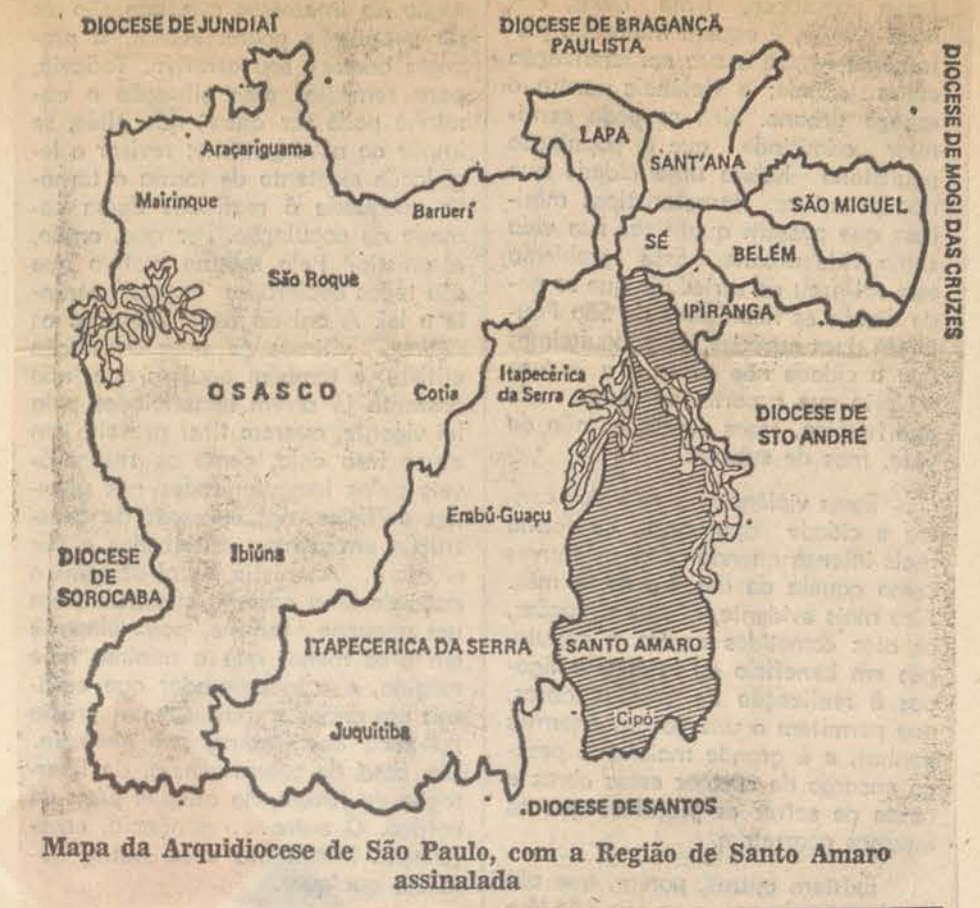 DIOCESE DE JUNDIAÍ
DIOCESE DE BRAGANÇA
PAULISTA
DIOCESE DE MOGI DAS CRUZES
LAPA
Araçariguama
SANT'ANA
Mairinque
Barueri
SÃO MIGUEL
SÉ
BELÉM
São Roque
IPIRANGA
OSASCO
Cotia
Itapecérica
da Serra
DIOCESE DE
STO ANDRÉ
Embú-Guaçu
DIOCESE
DE
SOROCABA
Ibiúna
ITAPECERICA DA SERRA
SANTO AMARO
Juquitiba
Cipó
DIOCESE DE SANTOS
Mapa da Arquidiocese de São Paulo, com a Região de Santo Amaro
assinalada